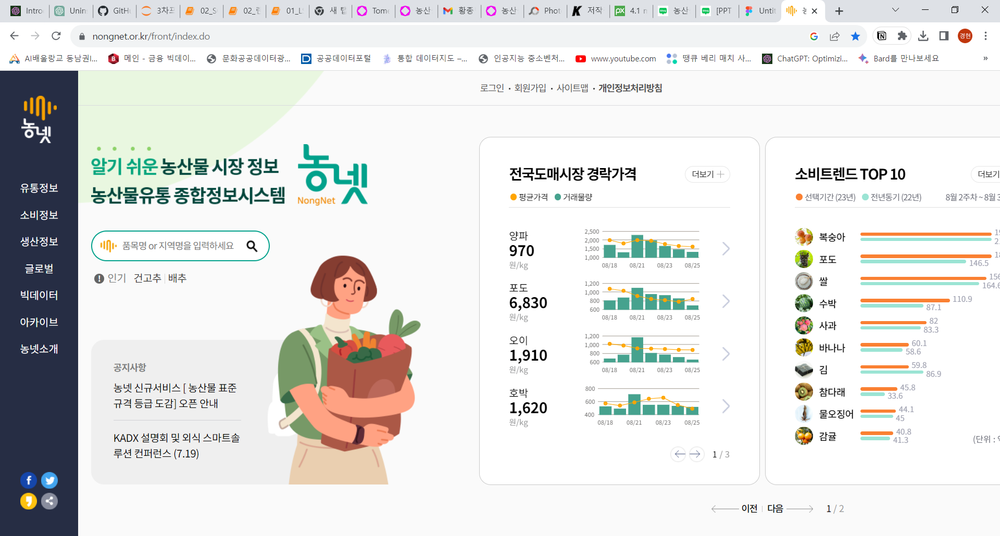 Intro
Unins
GitHu
3차프
02_S
02_런
01_L
새 탭
Tome
농산
황종
농산
Phot
저작
4.1 n
농산
[PPT
Untit
nongnet.or.kr/front/index.do
경현
AI배울랑교 동남권I...
메인 - 금융 빅데이...
문화공공데이터광...
공공데이터포털
통합 데이터지도 –...
인공지능 중소벤처...
www.youtube.com
땡큐 베리 매치 사...
ChatGPT: Optimizi...
Bard를 만나보세요
»
로그인 • 회원가입 • 사이트맵 • 개인정보처리방침
농넷
유통정보
소비정보
생산정보
글로벌
빅데이터
아카이브
농넷소개
알기 쉬운 농산물 시장 정보
농산물유통 종합정보시스템
농넷
NongNet
품목명 or 지역명을 입력하세요
인기 건고추 | 배추
공지사항
농넷 신규서비스 [ 농산물 표준
규격 등급 도감] 오픈 안내
KADX 설명회 및 외식 스마트솔
루션 컨퍼런스 (7.19)
전국도매시장 경락가격
더보기
평균가격 거래물량
양파
970
원/kg
2,500
2,000
1,500
1,000
08/18 08/21 08/23 08/25
포도
6,830
원/kg
1,200
1,000
800
600
08/18 08/21 08/23 08/25
오이
1,910
원/kg
1,200
1,000
800
600
08/18 08/21 08/23 08/25
호박
1,620
원/kg
800
600
400
08/18 08/21 08/23 08/25
1 / 3
소비트렌드 TOP 10
더보기
선택기간 (23년) 전년동기 (22년) 8월 2주차 ~ 8월 3
복숭아
포도 146.5
쌀 156 164.6
수박 110.9 87.1
사과 82 83.3
바나나 60.1 58.6
김 59.8 86.9
참다래 45.8 33.6
물오징어 44.1 45
감귤 40.8 41.3
(단위 :
이전 | 다음
1 / 2